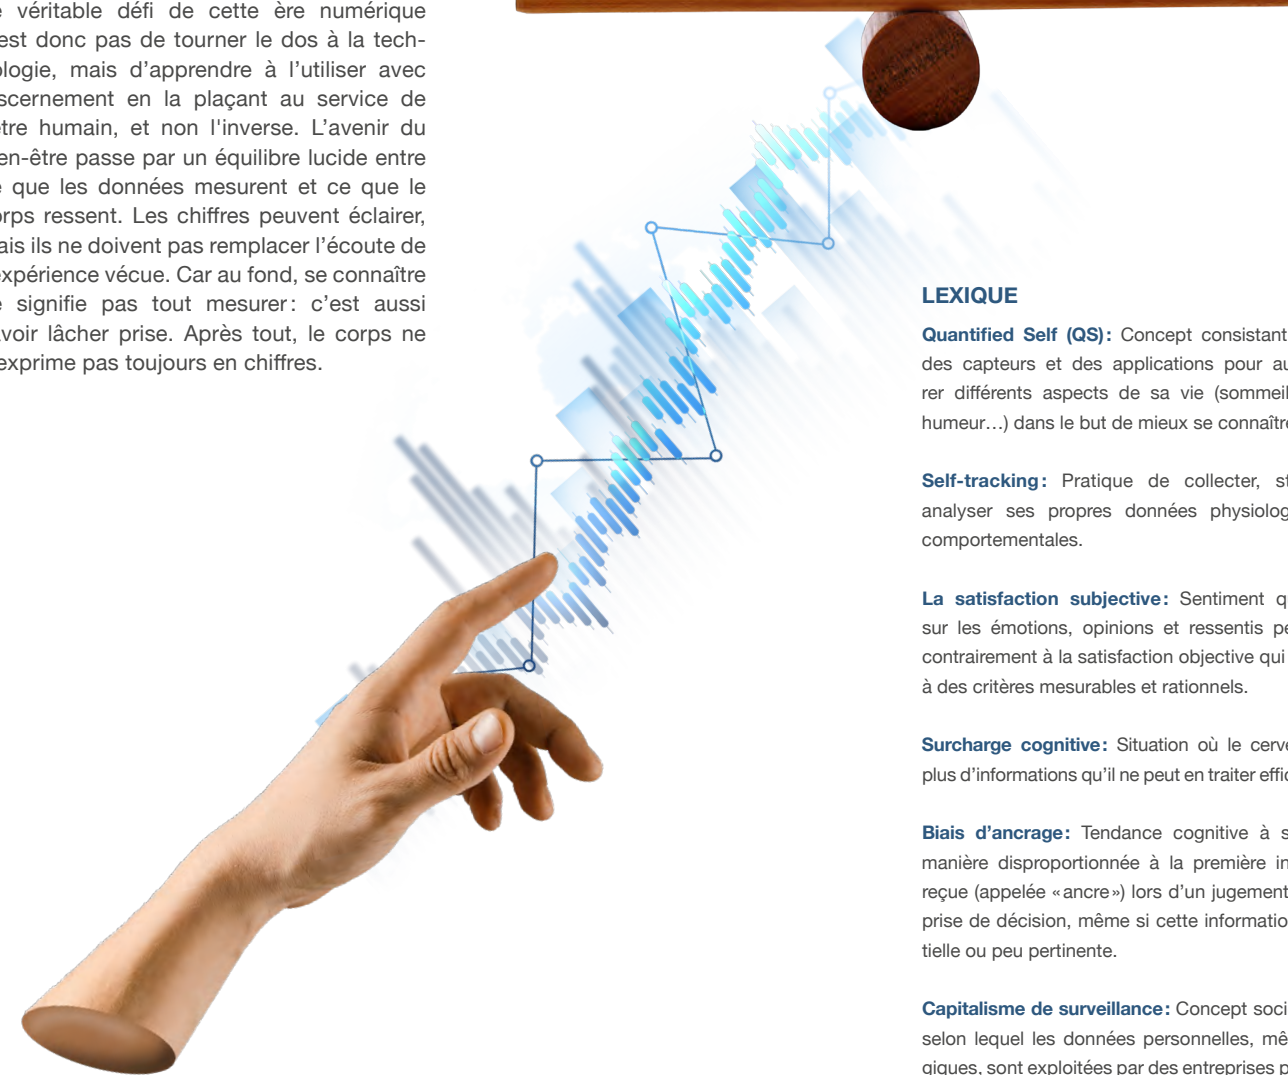 véritable défi de cette ère numérique
est donc pas de tourner le dos à la tech-
ologie, mais d’apprendre à l’utiliser avec
scernement en la plaçant au service de
tre humain, et non l'inverse. L’avenir du
en-être passe par un équilibre lucide entre
que les données mesurent et ce que le
orps ressent. Les chiffres peuvent éclairer,
ais ils ne doivent pas remplacer l’écoute de
expérience vécue. Car au fond, se connaître
signifie pas tout mesurer : c’est aussi
voir lâcher prise. Après tout, le corps ne
exprime pas toujours en chiffres.
LEXIQUE
Quantified Self (QS) : Concept consistant
des capteurs et des applications pour au
rer différents aspects de sa vie (sommeil
humeur…) dans le but de mieux se connaître
Self-tracking : Pratique de collecter, st
analyser ses propres données physiolog
comportementales.
La satisfaction subjective : Sentiment q
sur les émotions, opinions et ressentis pe
contrairement à la satisfaction objective qui
à des critères mesurables et rationnels.
Surcharge cognitive : Situation où le cerve
plus d’informations qu’il ne peut en traiter effic
Biais d’ancrage : Tendance cognitive à s
manière disproportionnée à la première in
reçue (appelée « ancre ») lors d’un jugement
prise de décision, même si cette informatio
tielle ou peu pertinente.
Capitalisme de surveillance : Concept soci
selon lequel les données personnelles, mê
giques, sont exploitées par des entreprises p